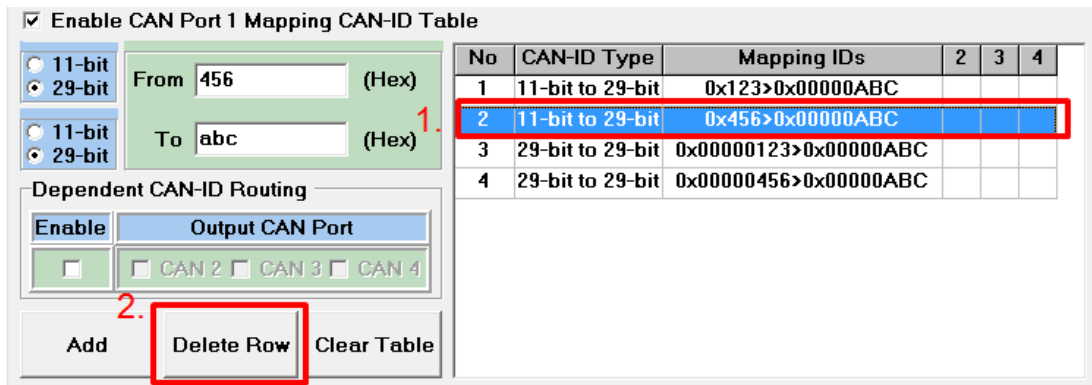 Enable CAN Port 1 Mapping CAN-ID Table
11-bit
29-bit
From 456 (Hex)
11-bit
29-bit
To abc (Hex)
1.
Dependent CAN-ID Routing
Enable Output CAN Port
CAN 2 CAN 3 CAN 4
2.
Add Delete Row Clear Table
No CAN-ID Type Mapping IDs 2 3 4
1 11-bit to 29-bit 0x123>0x00000ABC
2 11-bit to 29-bit 0x456>0x00000ABC
3 29-bit to 29-bit 0x00000123>0x00000ABC
4 29-bit to 29-bit 0x00000456>0x00000ABC